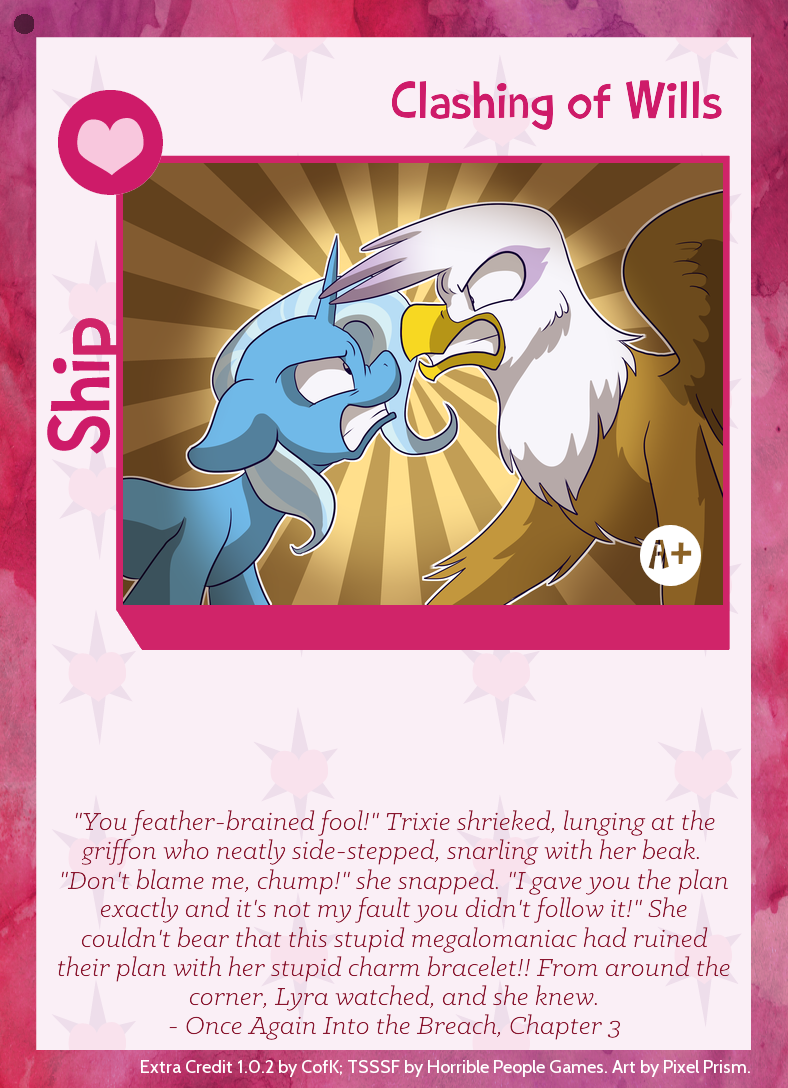 Clashing of Wills
Ship
A+
"You feather-brained fool!" Trixie shrieked, lunging at the
griffon who neatly side-stepped, snarling with her beak.
"Don't blame me, chump!" she snapped. "I gave you the plan
exactly and it's not my fault you didn't follow it!" She
couldn't bear that this stupid megalomaniac had ruined
their plan with her stupid charm bracelet!! From around the
corner, Lyra watched, and she knew.
- Once Again Into the Breach, Chapter 3
Extra Credit 1.0.2 by CofK; TSSSF by Horrible People Games. Art by Pixel Prism.